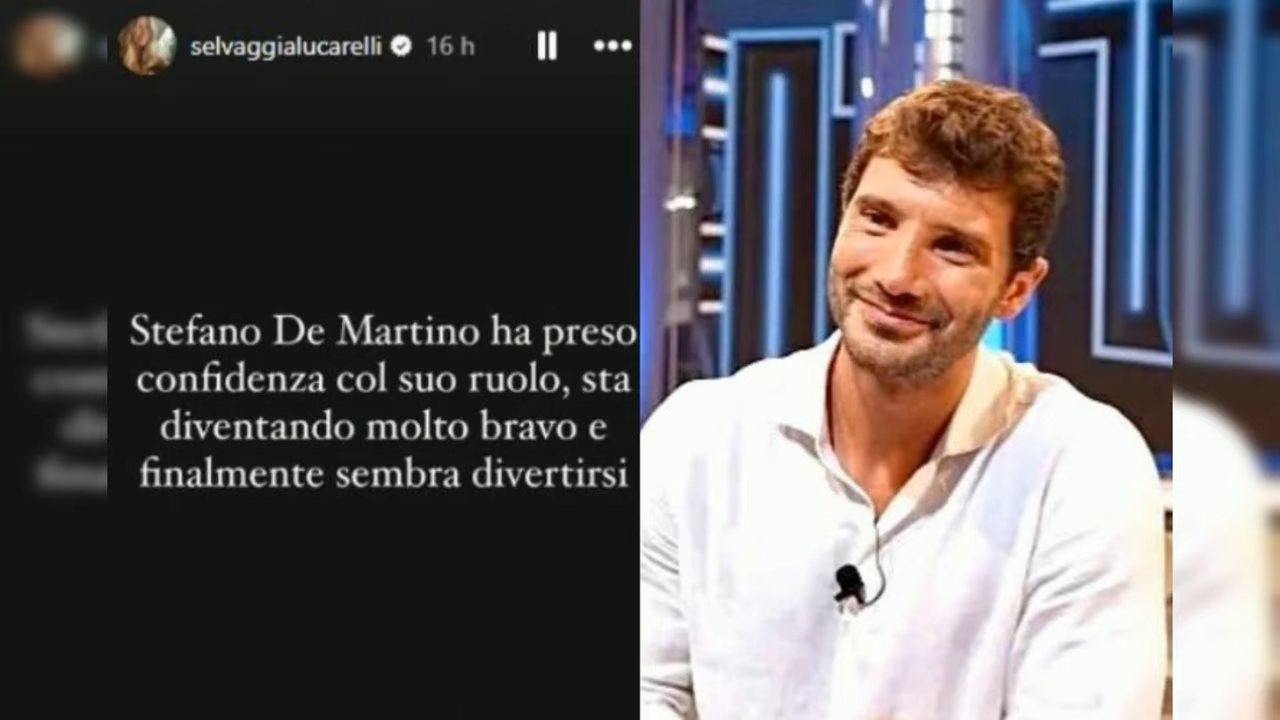 selvaggialucarelli 16 h
Stefano De Martino ha preso
confidenza col suo ruolo, sta
diventando molto bravo e
finalmente sembra divertirsi